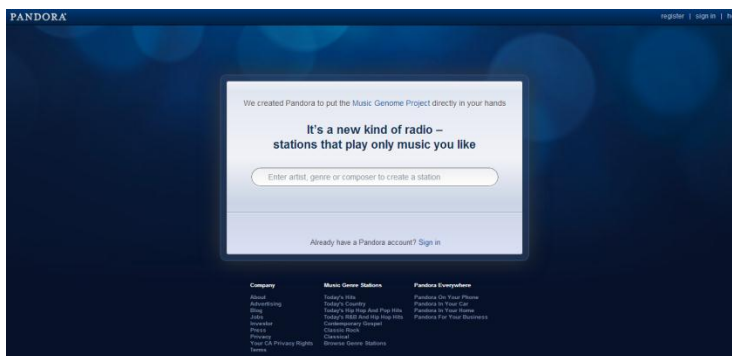 PANDORA
register | sign in | h
We created Pandora to put the Music Genome Project directly in your hands
It's a new kind of radio –
stations that play only music you like
Enter artist, genre or composer to create a station
Already have a Pandora account? Sign in
Company
About
Advertising
Blog
Jobs
Investor
Press
Privacy
Your CA Privacy Rights
Terms
Music Genre Stations
Today's Hits
Today's Country
Today's Hip Hop And Pop Hits
Today's R&B And Hip Hop Hits
Contemporary Gospel
Classic Rock
Classical
Browse Genre Stations
Pandora Everywhere
Pandora On Your Phone
Pandora In Your Car
Pandora In Your Home
Pandora For Your Business